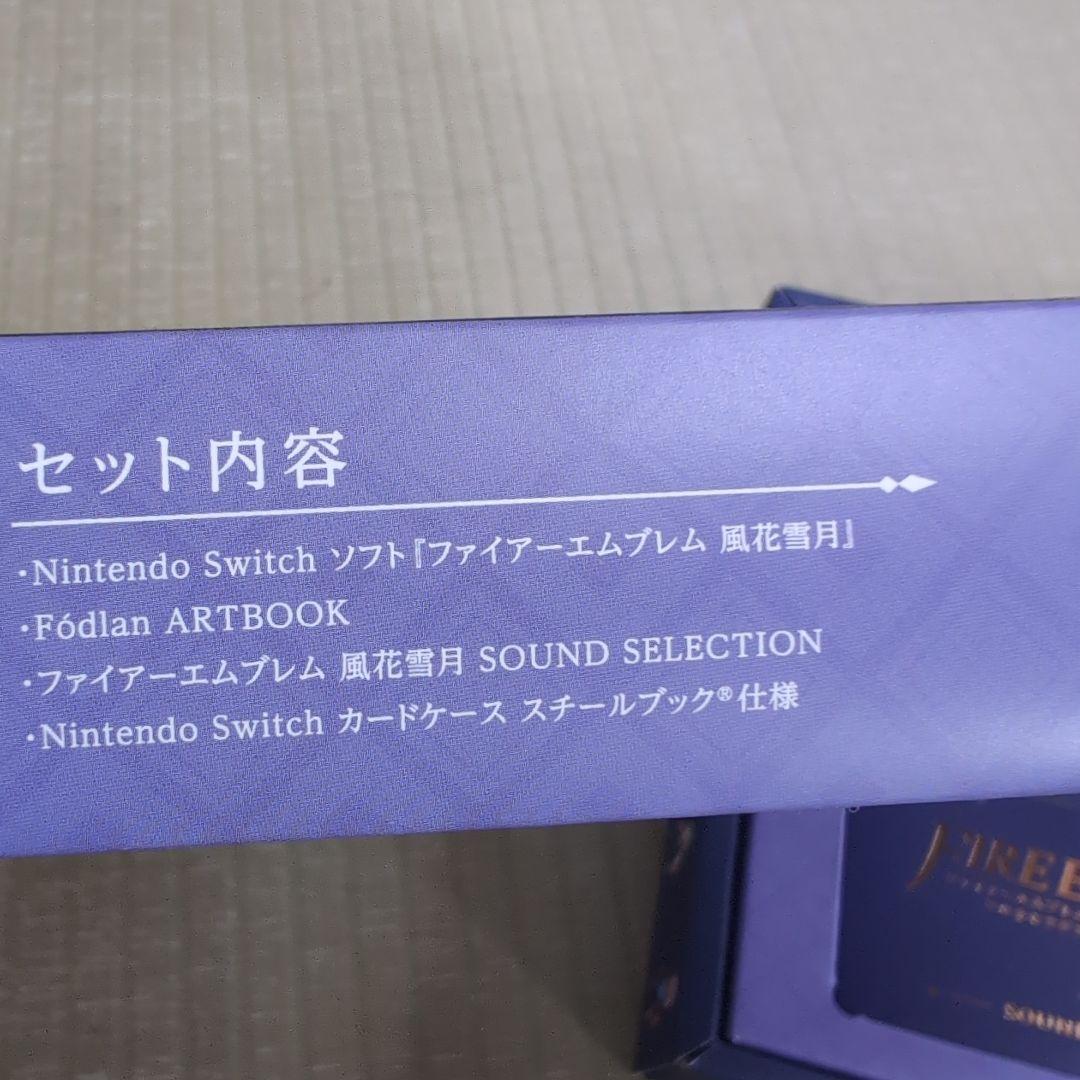 セット内容
・Nintendo Switch ソフト『ファイアーエムブレム 風花雪月』
・Fódlan ARTBOOK
・ファイアーエムブレム 風花雪月 SOUND SELECTION
・Nintendo Switch カードケース スチールブック®仕様
FIREE
SOUN